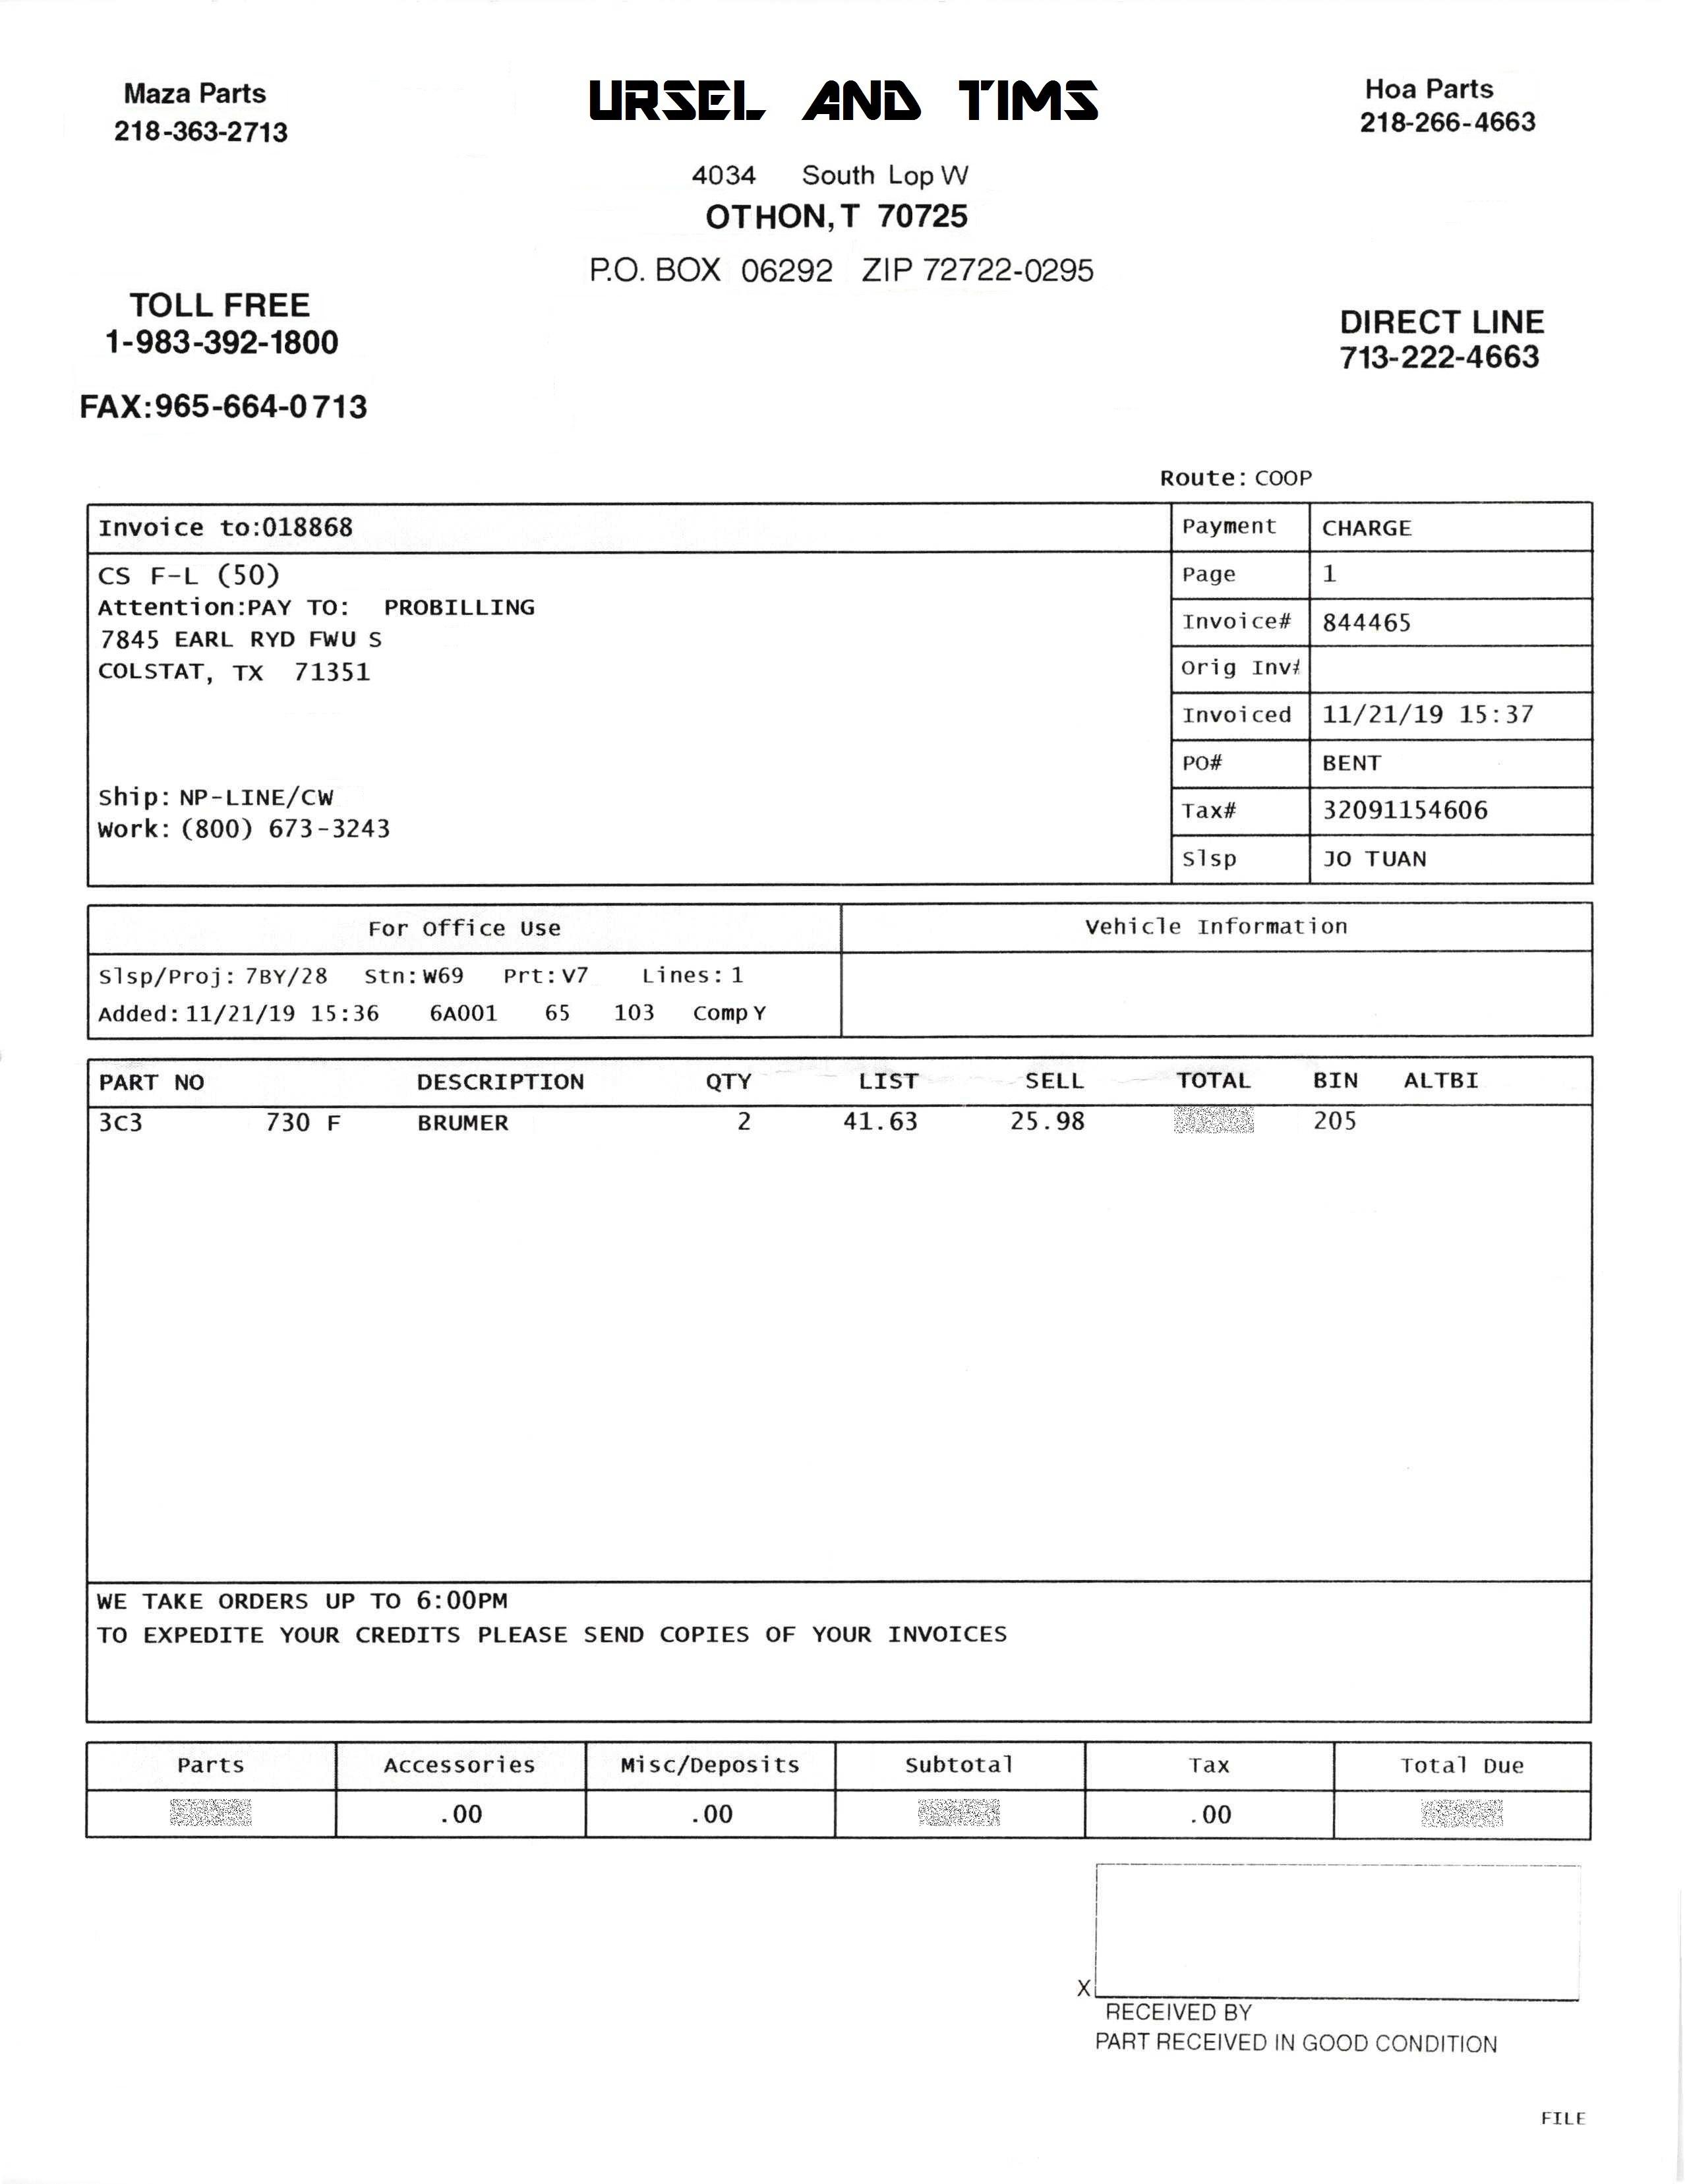 Maza Parts
218-363-2713
URSEL AND TIMS
Hoa Parts
218-266-4663
4034 South Lop W
OTHON, T 70725
P.O. BOX 06292 ZIP 72722-0295
TOLL FREE
1-983-392-1800
DIRECT LINE
713-222-4663
FAX:965-664-0713
Route: COOP
Invoice to:018868
CS F-L (50)
Attention:PAY TO: PROBILLING
7845 EARL RYD FWU S
COLSTAT, TX 71351
Ship: NP-LINE/CW
Work: (800) 673-3243
Payment CHARGE
Page 1
Invoice# 844465
Orig Inv#
Invoiced 11/21/19 15:37
PO# BENT
Tax# 32091154606
Slsp JO TUAN
For Office Use Vehicle Information
Slsp/Proj: 7BY/28 Stn: W69 Prt: V7 Lines: 1
Added: 11/21/19 15:36 6A001 65 103 Comp Y
PART NO DESCRIPTION QTY LIST SELL TOTAL BIN ALTBI
3C3 730 F BRUMER 2 41.63 25.98 205
WE TAKE ORDERS UP TO 6:00PM
TO EXPEDITE YOUR CREDITS PLEASE SEND COPIES OF YOUR INVOICES
Parts Accessories Misc/Deposits Subtotal Tax Total Due
.00 .00 .00
X
RECEIVED BY
PART RECEIVED IN GOOD CONDITION
FILE